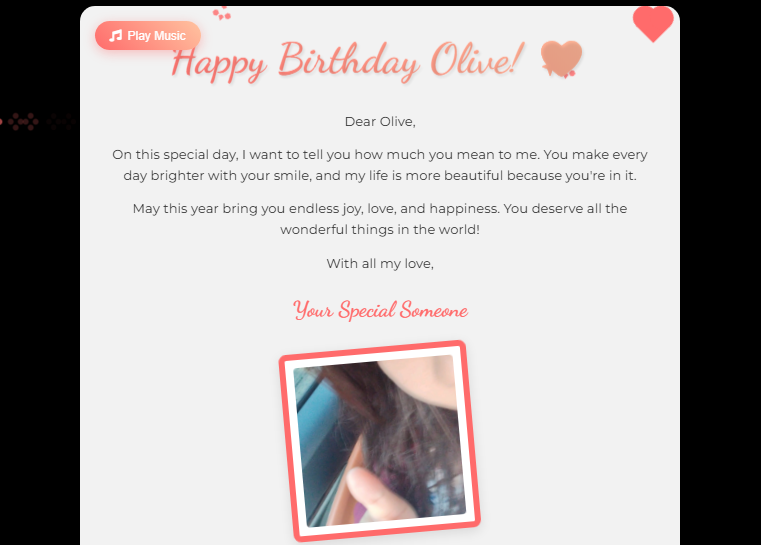 Play Music
Happy Birthday Olive!
Dear Olive,
On this special day, I want to tell you how much you mean to me. You make every
day brighter with your smile, and my life is more beautiful because you're in it.
May this year bring you endless joy, love, and happiness. You deserve all the
wonderful things in the world!
With all my love,
Your Special Someone